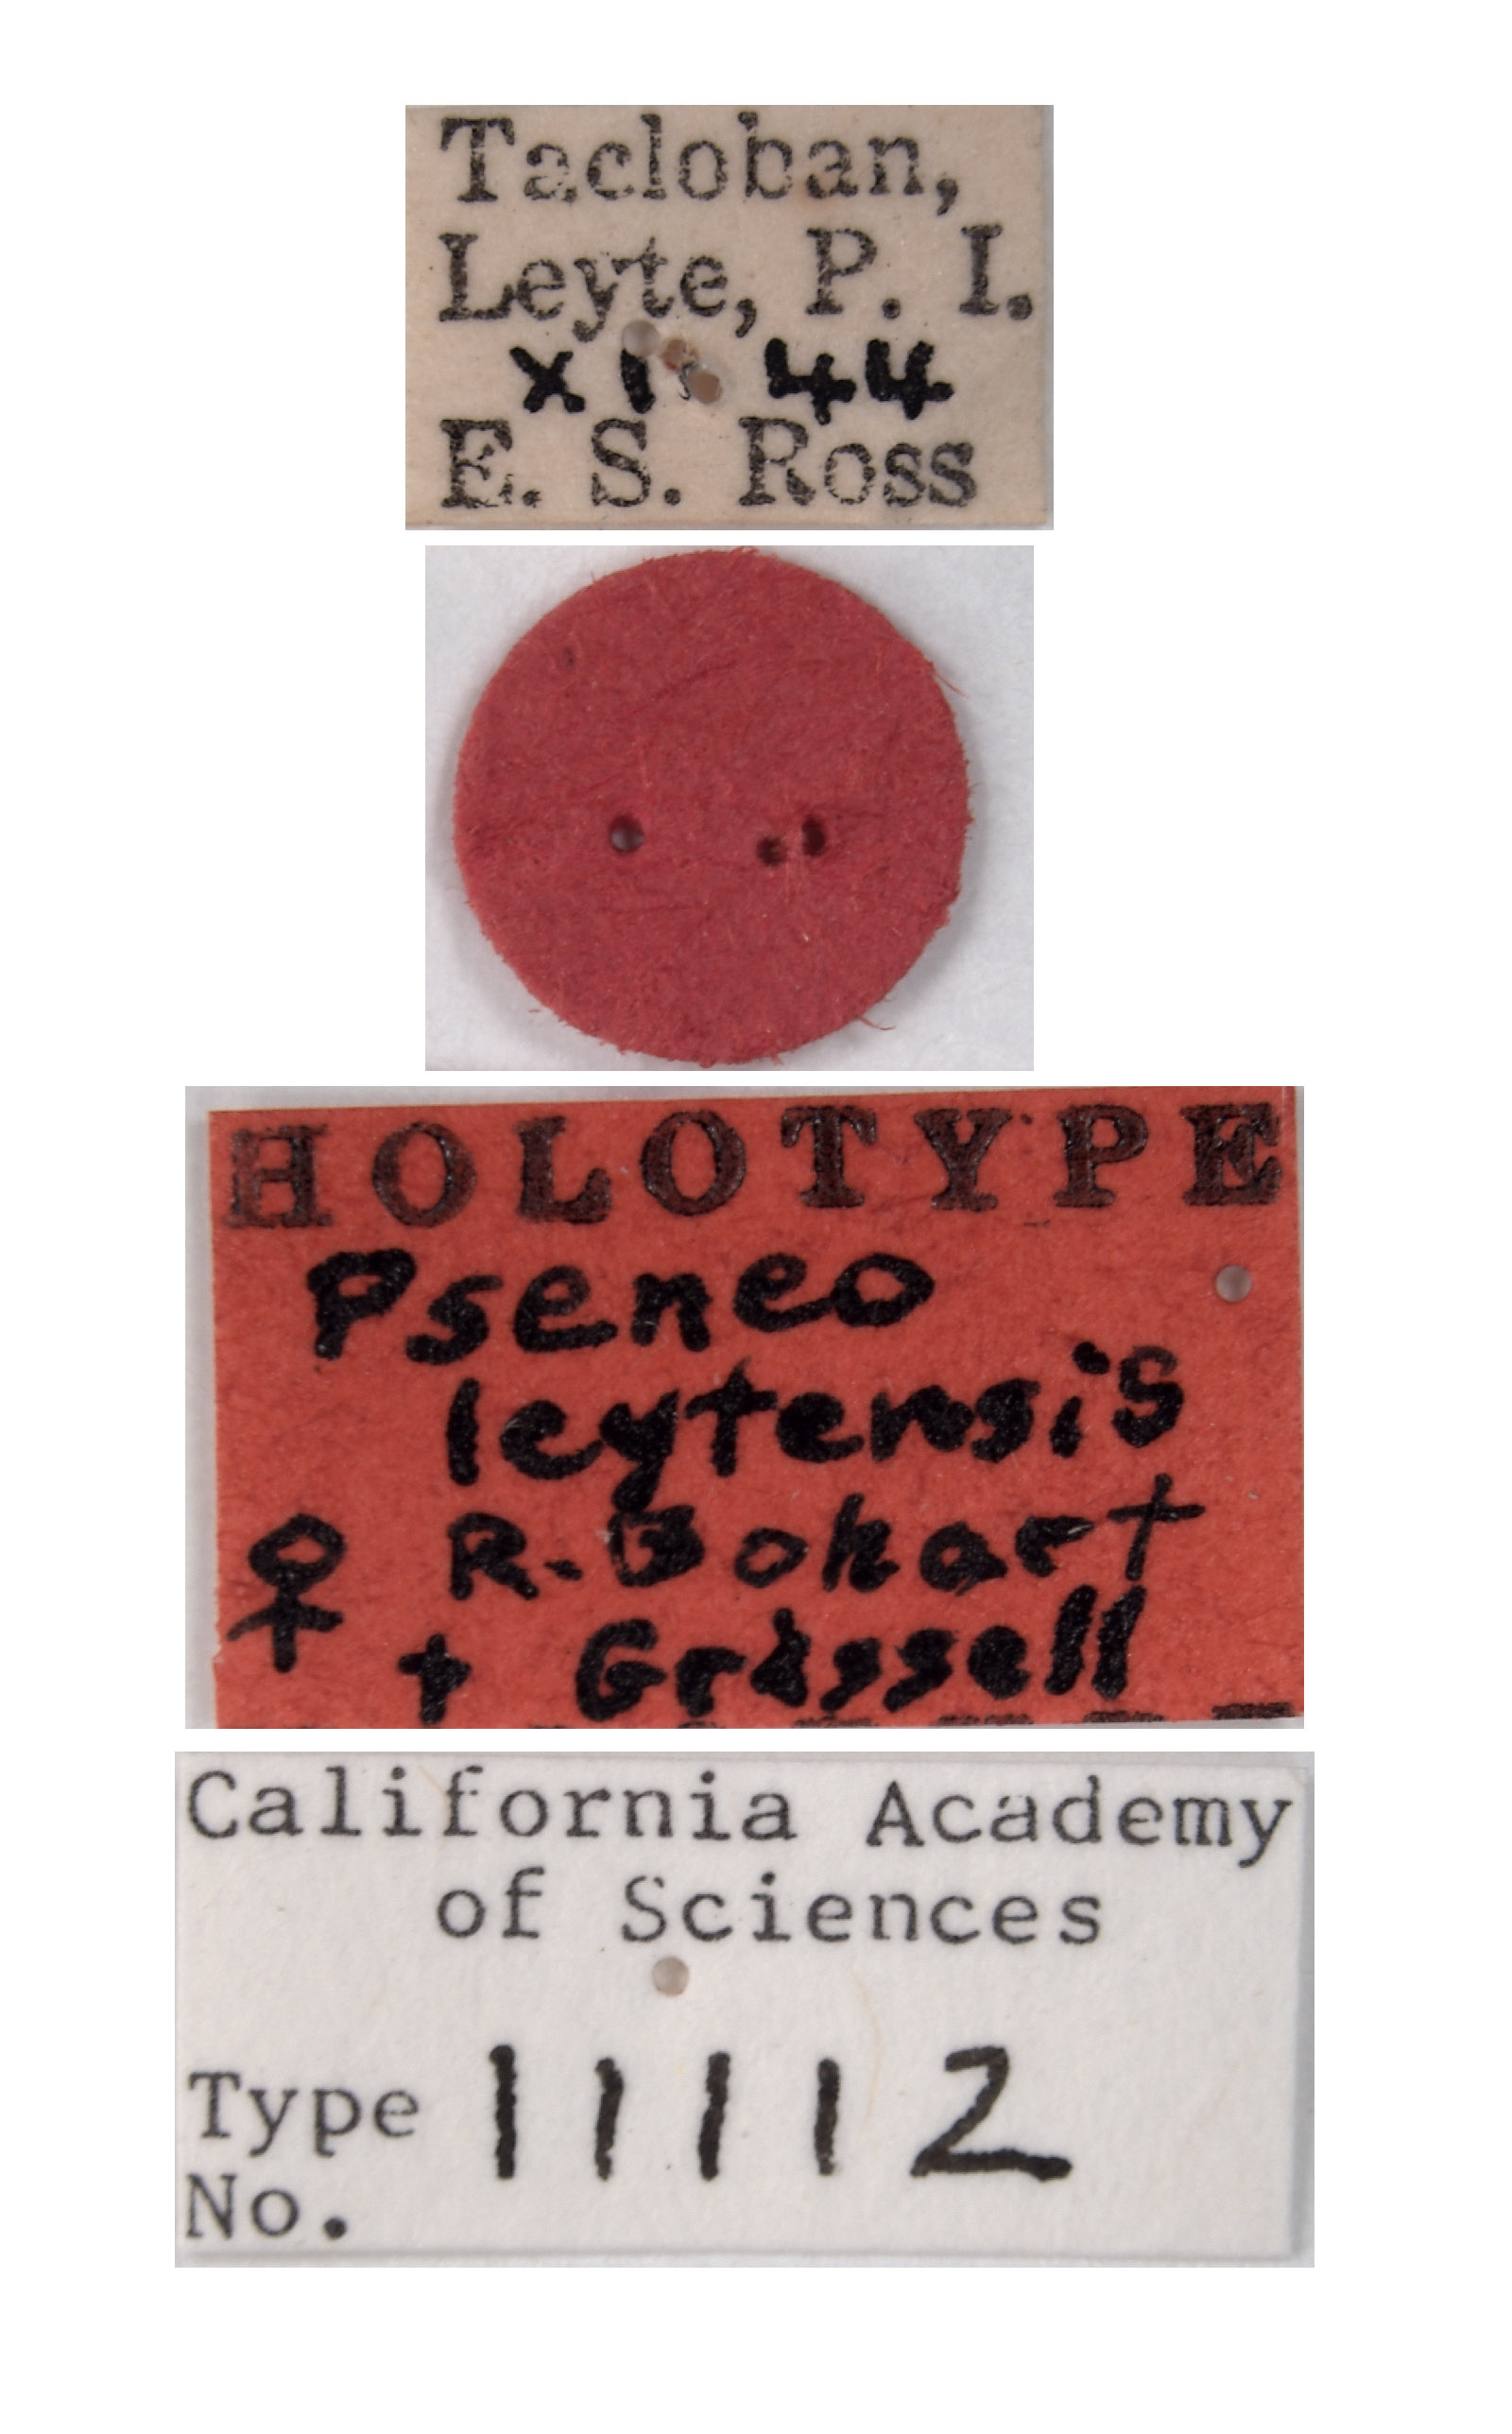 Tacloban,
Leyte, P. I.
XI 44
E. S. Ross
HOLOTYPE
Pseneo
leytensis
♀ R. Bohart
+ Grissell
California Academy
of Sciences
Type
No. 11112